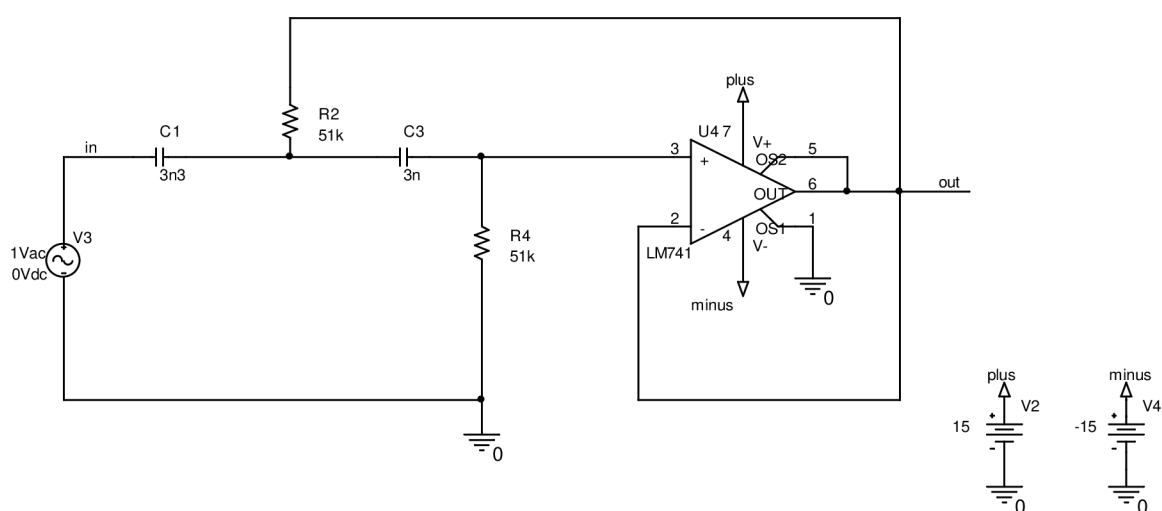 plus
R2
51k
C1
3n3
in
C3
3n
U4
7
V+
OS2
5
3
+
OUT
6
out
2
-
4
OS1
1
V-
LM741
0
minus
V3
1Vac
0Vdc
+
-
R4
51k
0
plus
V2
15
+
-
0
minus
V4
-15
+
-
0